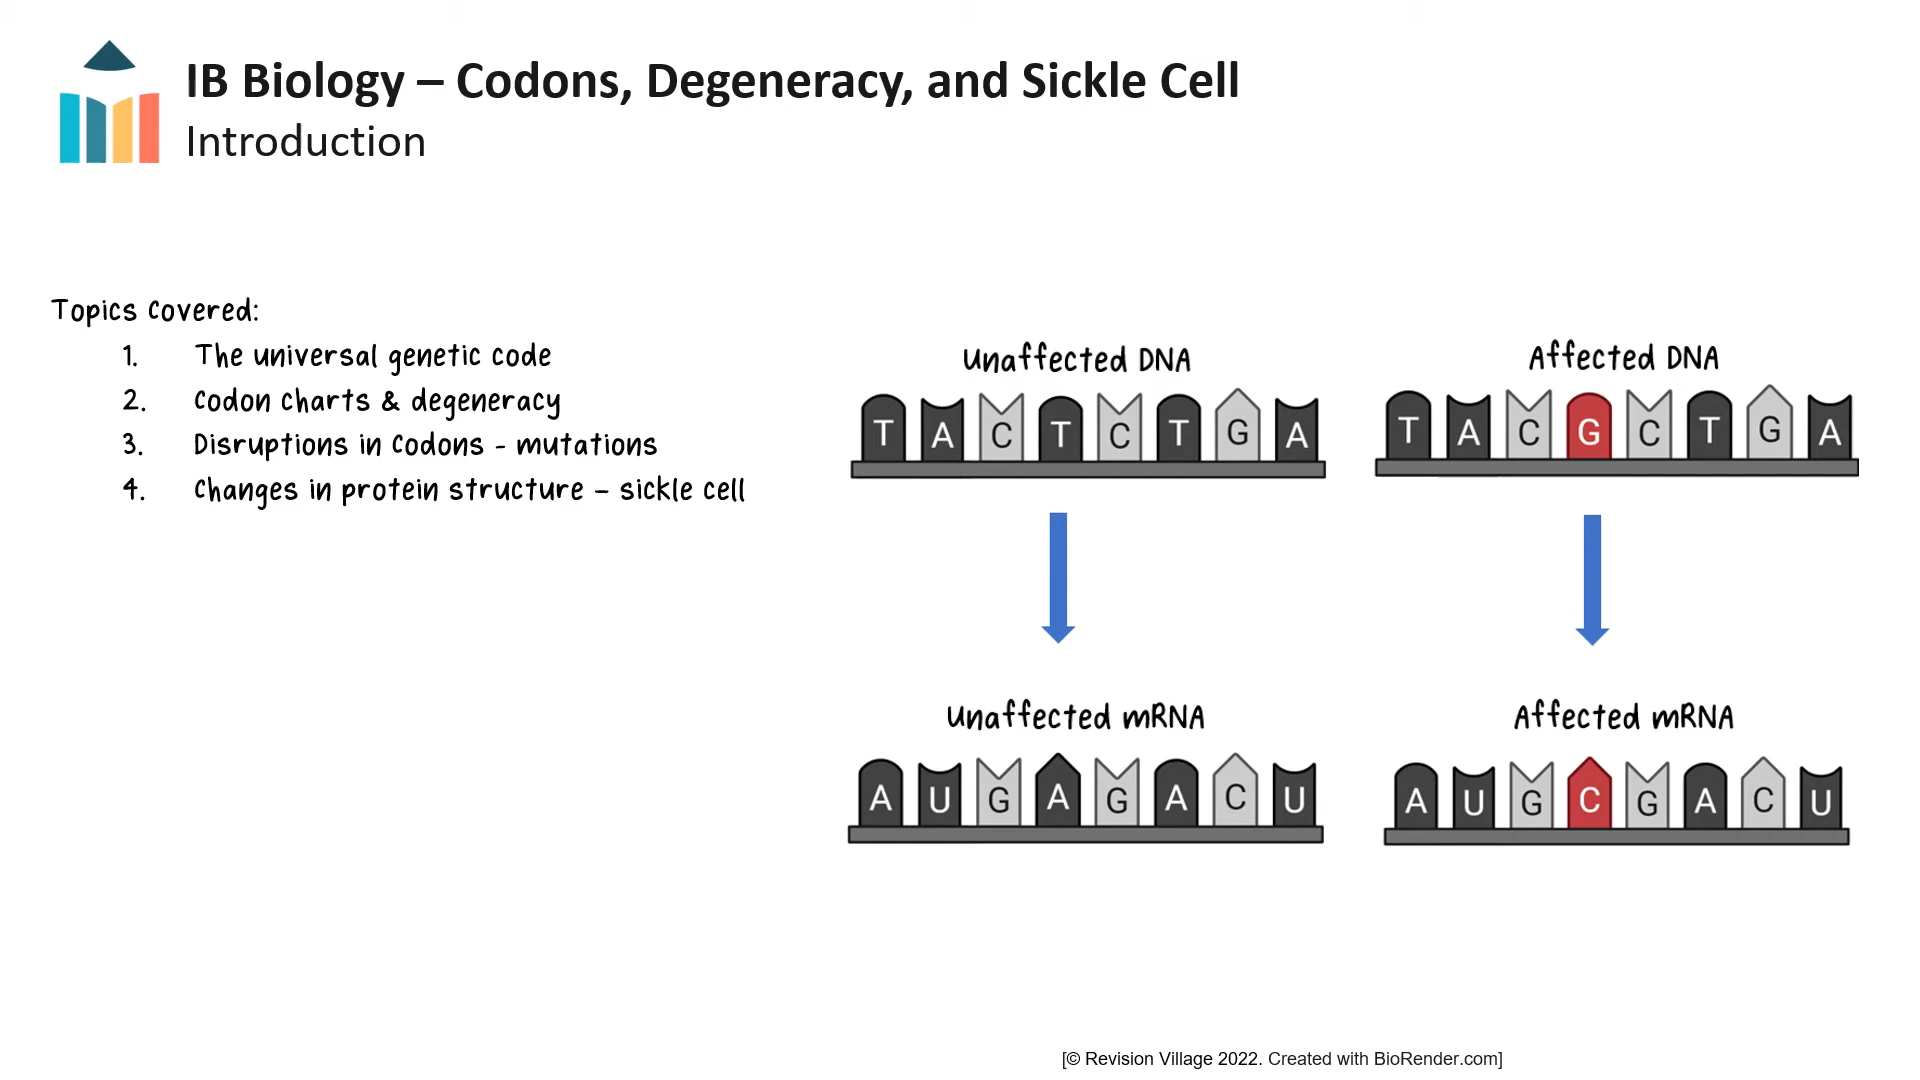 IB Biology – Codons, Degeneracy, and Sickle Cell
Introduction
Topics Covered:
1. The universal genetic code
2. Codon Charts & degeneracy
3. Disruptions in Codons - mutations
4. Changes in protein structure – sickle cell
Unaffected DNA
T A C T C T G A
Unaffected mRNA
A U G A G A C U
Affected DNA
T A C G C T G A
Affected mRNA
A U G C G A C U
[© Revision Village 2022. Created with BioRender.com]